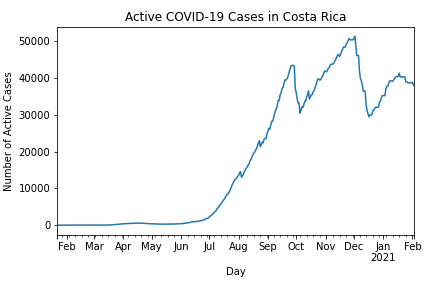 Active COVID-19 Cases in Costa Rica
Number of Active Cases
50000
40000
30000
20000
10000
0
Feb Mar Apr May Jun Jul Aug Sep Oct Nov Dec Jan Feb
2021
Day